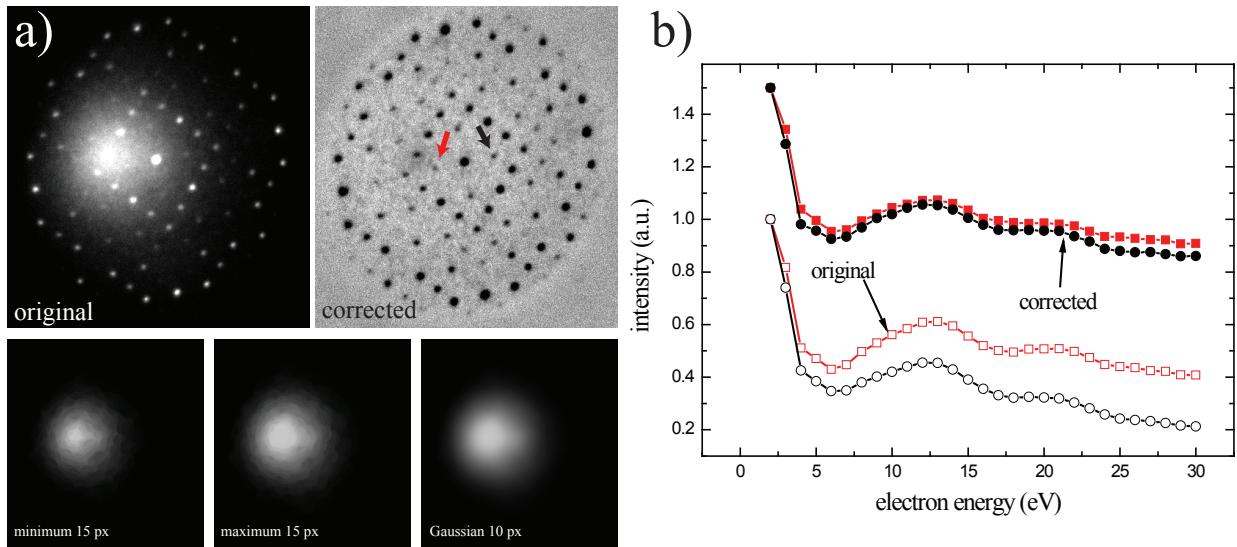 a)
original
corrected
minimum 15 px
maximum 15 px
Gaussian 10 px
b)
intensity (a.u.)
1.4
1.2
1.0
0.8
0.6
0.4
0.2
original
corrected
0 5 10 15 20 25 30
electron energy (eV)